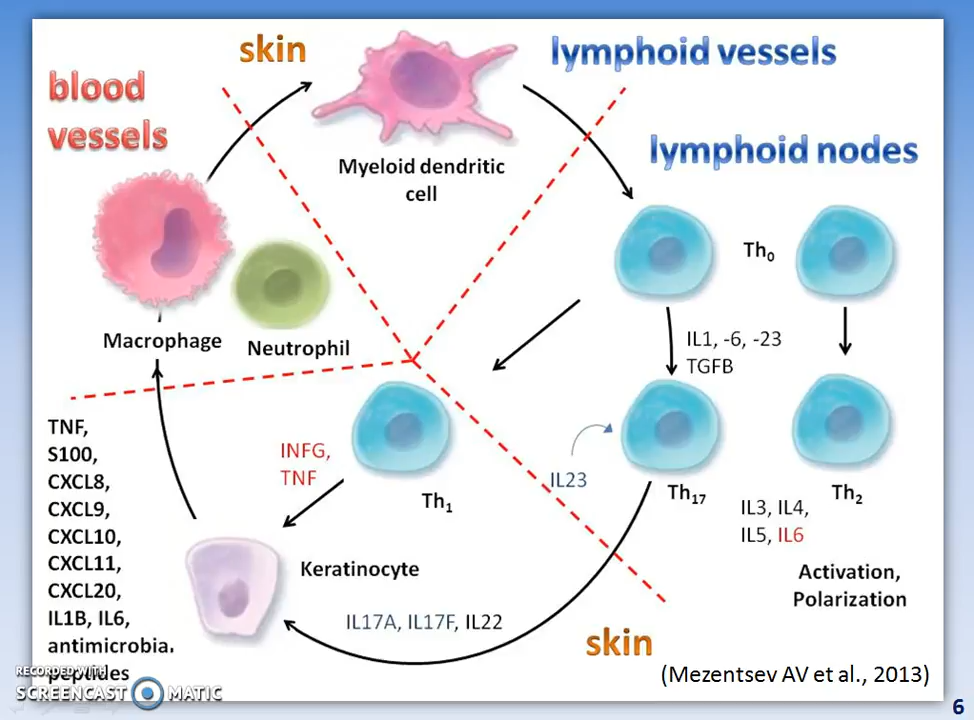 skin
lymphoid vessels
blood
vessels
lymphoid nodes
Myeloid dendritic
cell
Th0
Macrophage
Neutrophil
IL1, -6, -23
TGFB
TNF,
S100,
CXCL8,
CXCL9,
CXCL10,
CXCL11,
CXCL20,
IL1B, IL6,
antimicrobia.
peptides
INFG,
TNF
Th1
IL23
Th17
Th2
IL3, IL4,
IL5, IL6
Keratinocyte
Activation,
Polarization
IL17A, IL17F, IL22
skin
(Mezentsev AV et al., 2013)
RECORDED WITH
SCREENCAST MATIC
6